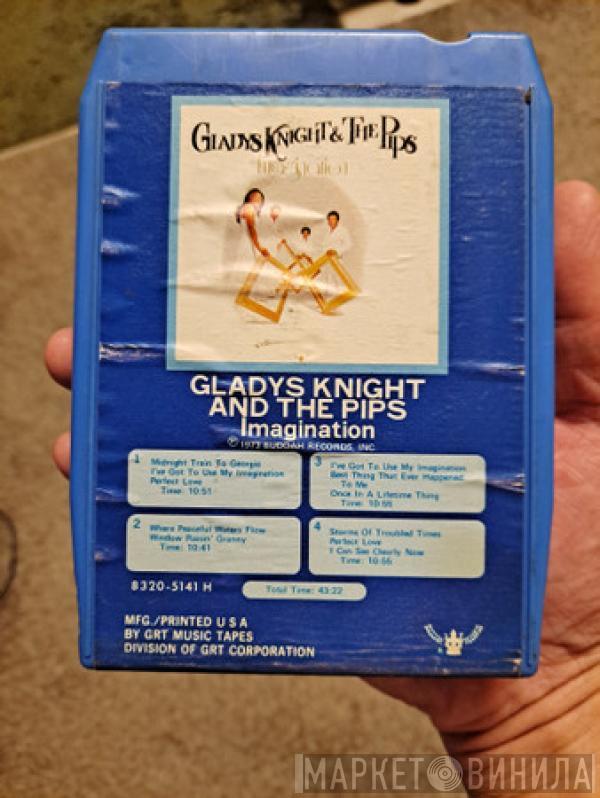 GLADYS KNIGHT & THE PIPS
Imagination
GLADYS KNIGHT
AND THE PIPS
Imagination
℗ 1973 BUDDAH RECORDS, INC.
1 Midnight Train To Georgia
I've Got To Use My Imagination
Perfect Love
Time: 10:51
3 I've Got To Use My Imagination
Best Thing That Ever Happened
To Me
Once In A Lifetime Thing
Time: 10:55
2 Where Peaceful Waters Flow
Window Raisin' Granny
Time: 10:41
4 Storms Of Troubled Times
Perfect Love
I Can See Clearly Now
Time: 10:55
8320-5141 H
Total Time: 43:22
MFG./PRINTED U S A
BY GRT MUSIC TAPES
DIVISION OF GRT CORPORATION
МАРКЕТ ВИНИЛА